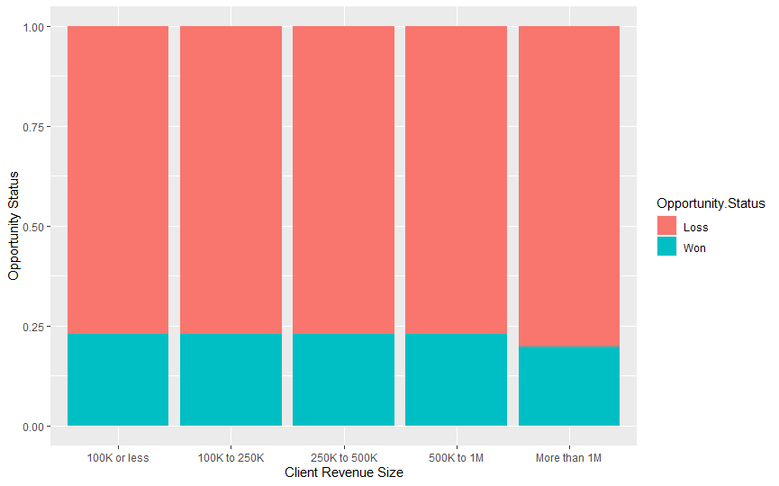 1.00
0.75
0.50
0.25
0.00
Opportunity Status
100K or less
100K to 250K
250K to 500K
500K to 1M
More than 1M
Client Revenue Size
Opportunity.Status
Loss
Won